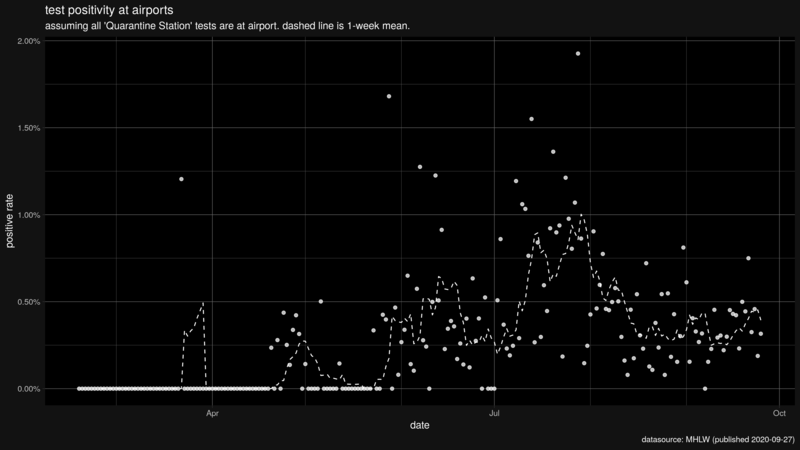 test positivity at airports
assuming all 'Quarantine Station' tests are at airport. dashed line is 1-week mean.
2.00%
1.50%
1.00%
0.50%
0.00%
positive rate
Apr
Jul
Oct
date
datasource: MHLW (published 2020-09-27)